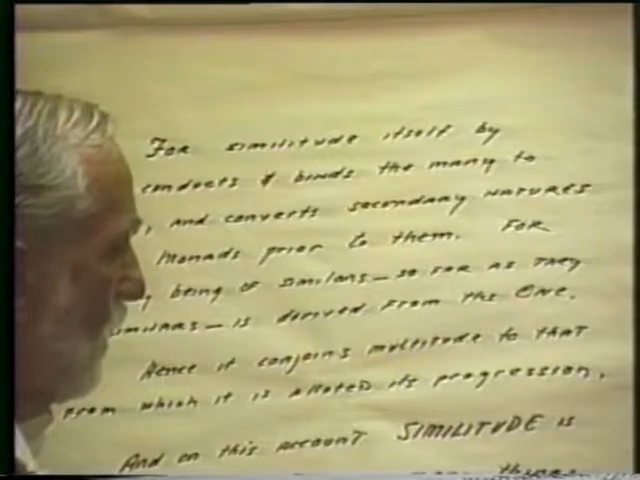 For similitude itself by
conducts & binds the many to
, and converts secondary natures
monads prior to them. For
being of similars — so far as they
similars — is derived from the One.
Hence it conjoins multitude to that
from which it is alloted its progression.
And on this account SIMILITUDE is